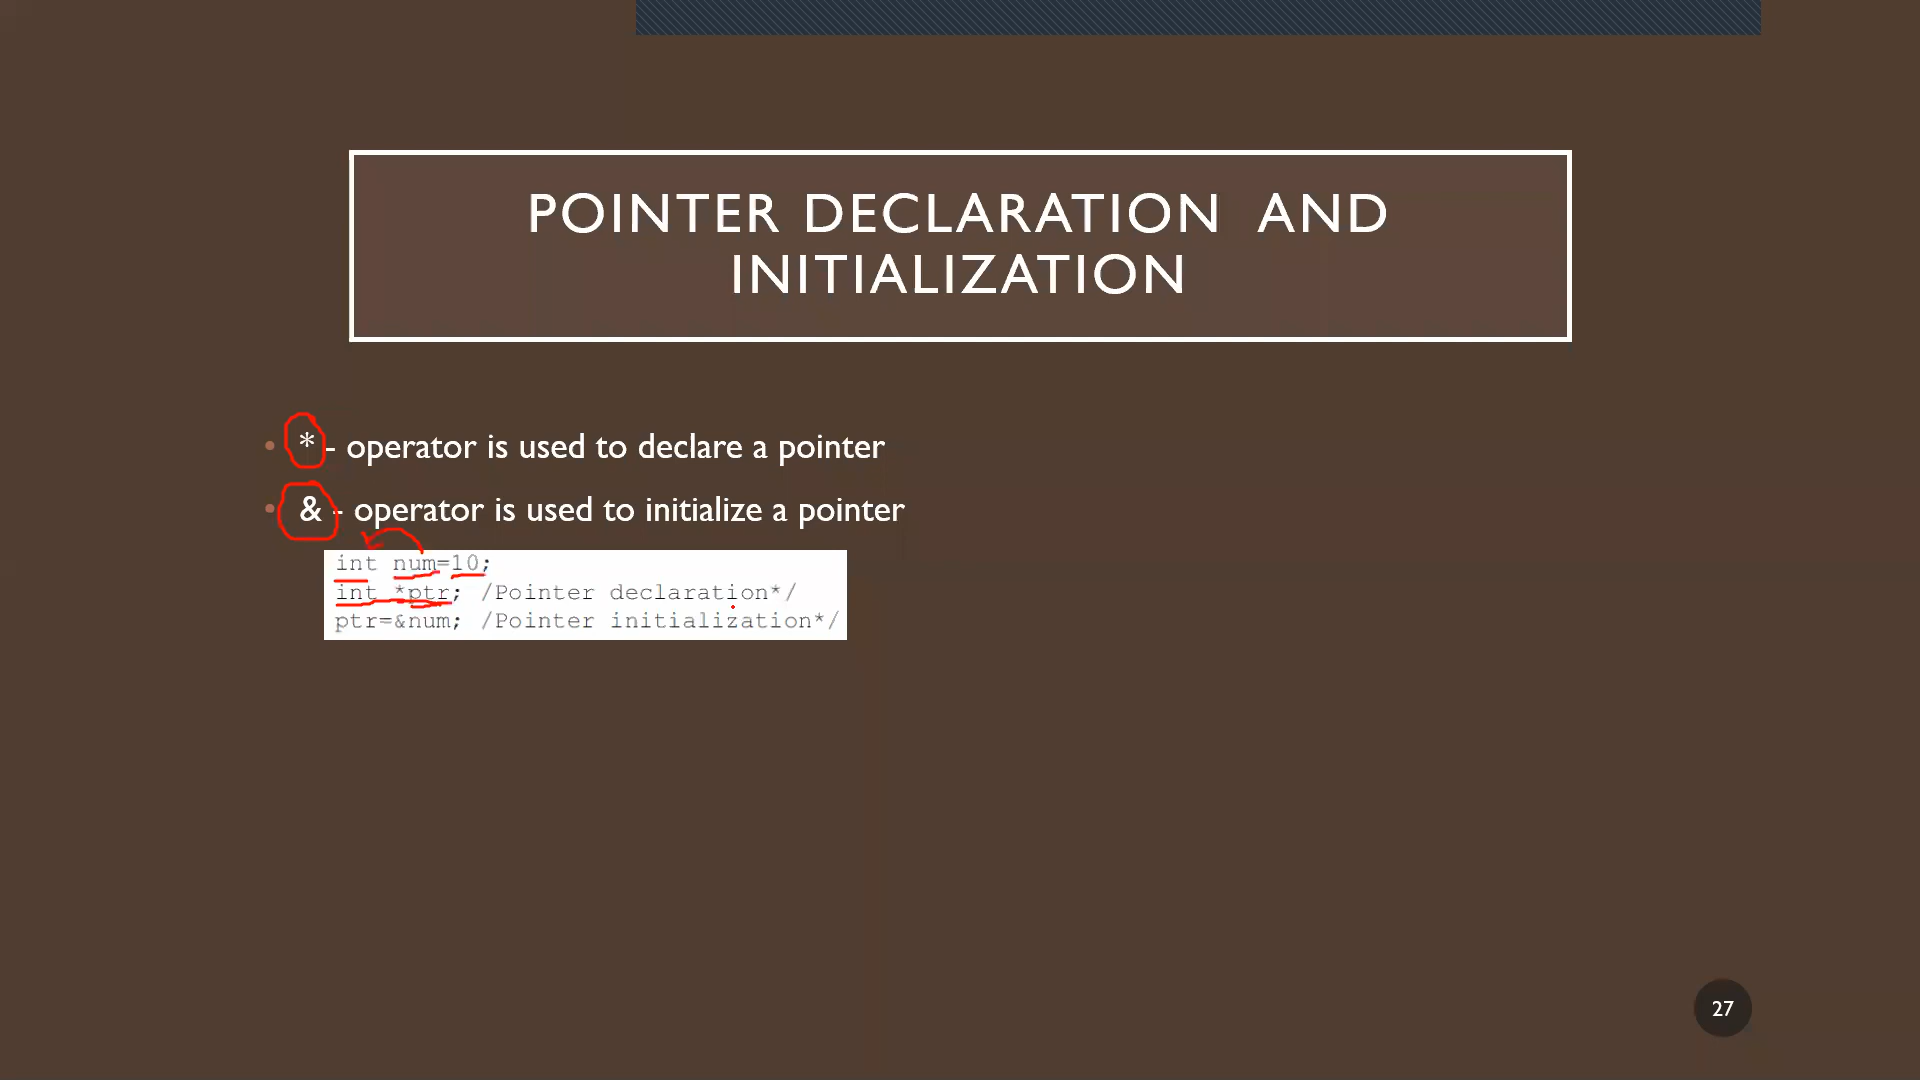 POINTER DECLARATION AND
INITIALIZATION
* - operator is used to declare a pointer
& - operator is used to initialize a pointer
int num=10;
int *ptr; /Pointer declaration*/
ptr=&num; /Pointer initialization*/
27